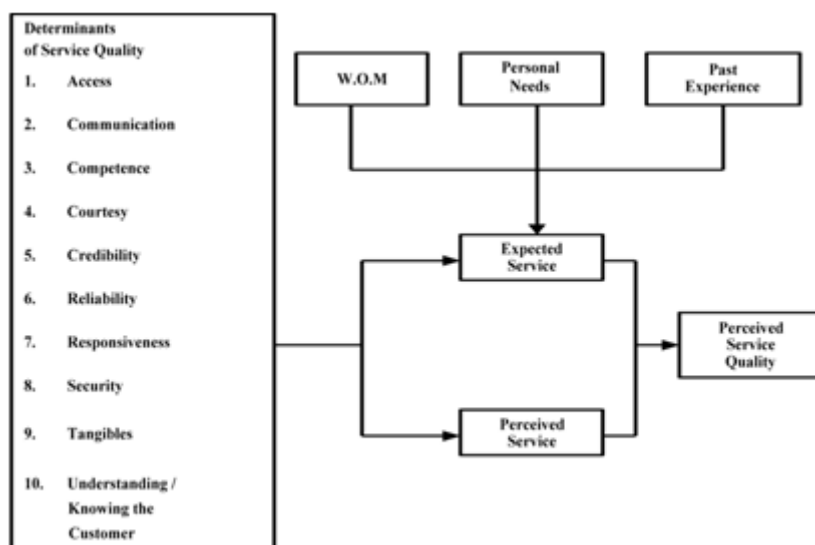 Determinants
of Service Quality
1. Access
2. Communication
3. Competence
4. Courtesy
5. Credibility
6. Reliability
7. Responsiveness
8. Security
9. Tangibles
10. Understanding /
Knowing the
Customer
W.O.M
Personal
Needs
Past
Experience
Expected
Service
Perceived
Service
Perceived
Service
Quality